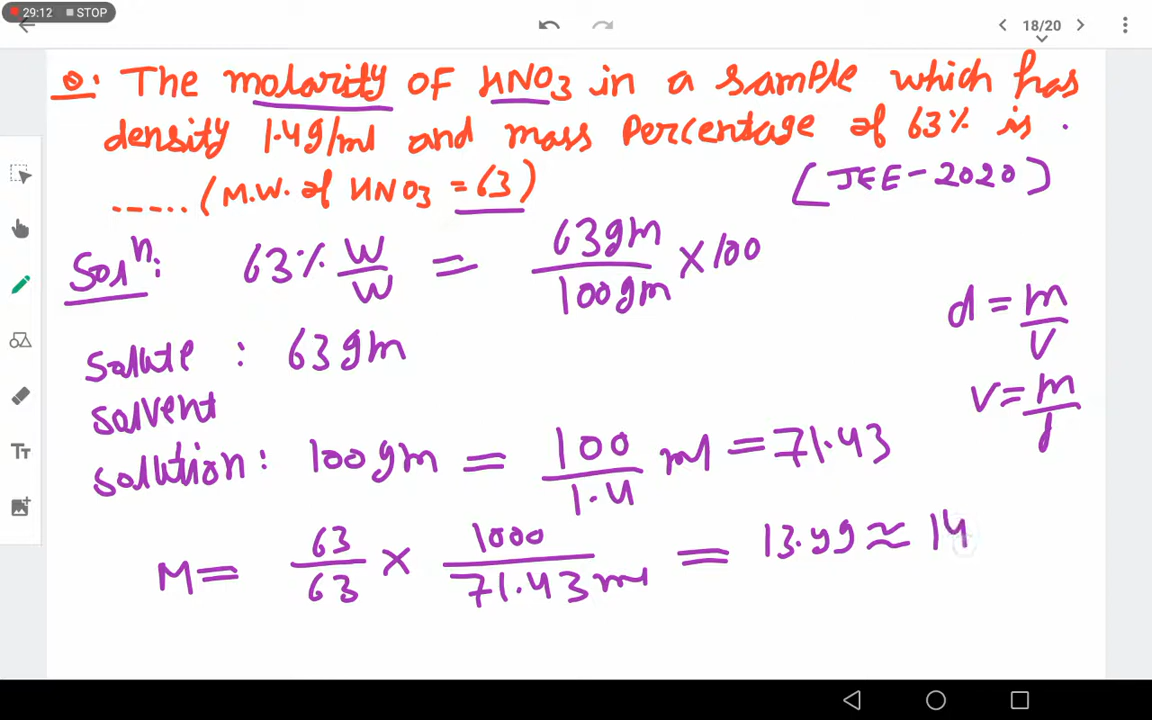 29:12 STOP
18/20
Q. The molarity of HNO3 in a sample which has
density 1.4g/ml and mass percentage of 63% is .
...... (M.W. of HNO3 = 63)
[JEE-2020]
Solⁿ: 63% W/W = 63gm/100gm × 100
d = m/V
solute : 63gm
V = m/d
solvent
solution : 100gm = 100/1.4 ml = 71.43
M = 63/63 × 1000/71.43ml = 13.99 ≈ 14
Tт